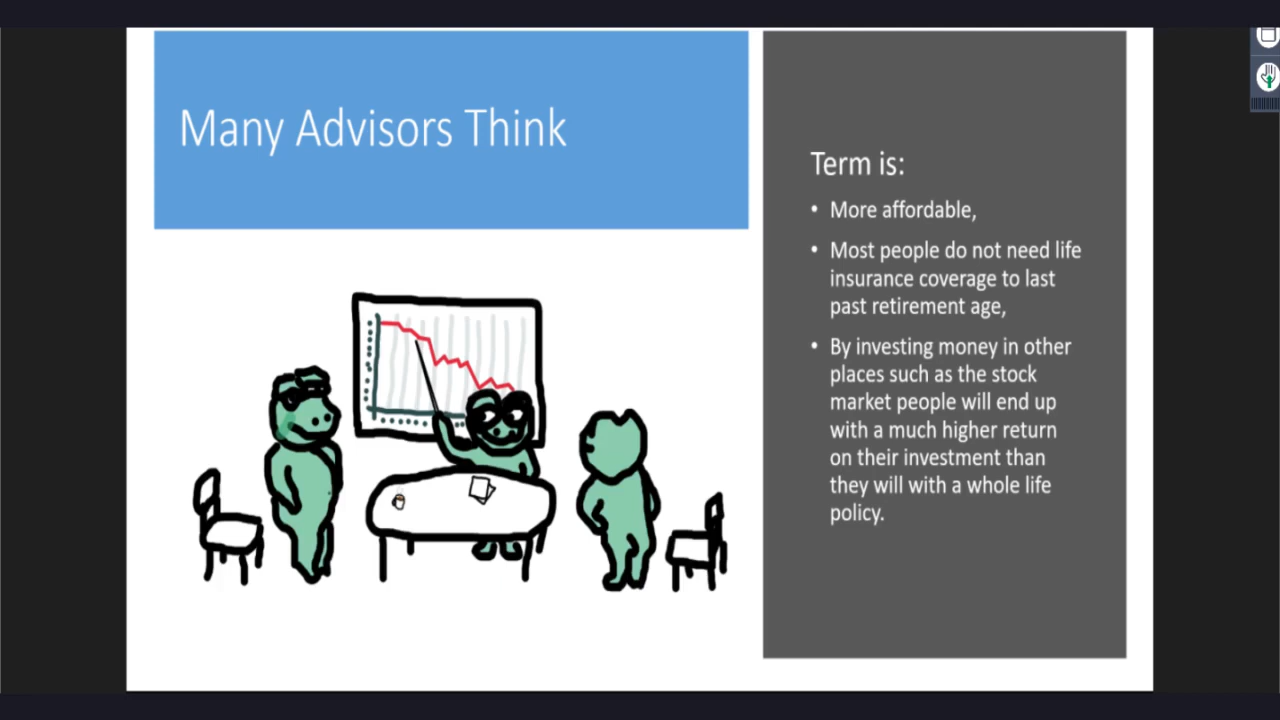 Many Advisors Think
Term is:
• More affordable,
• Most people do not need life
insurance coverage to last
past retirement age,
• By investing money in other
places such as the stock
market people will end up
with a much higher return
on their investment than
they will with a whole life
policy.